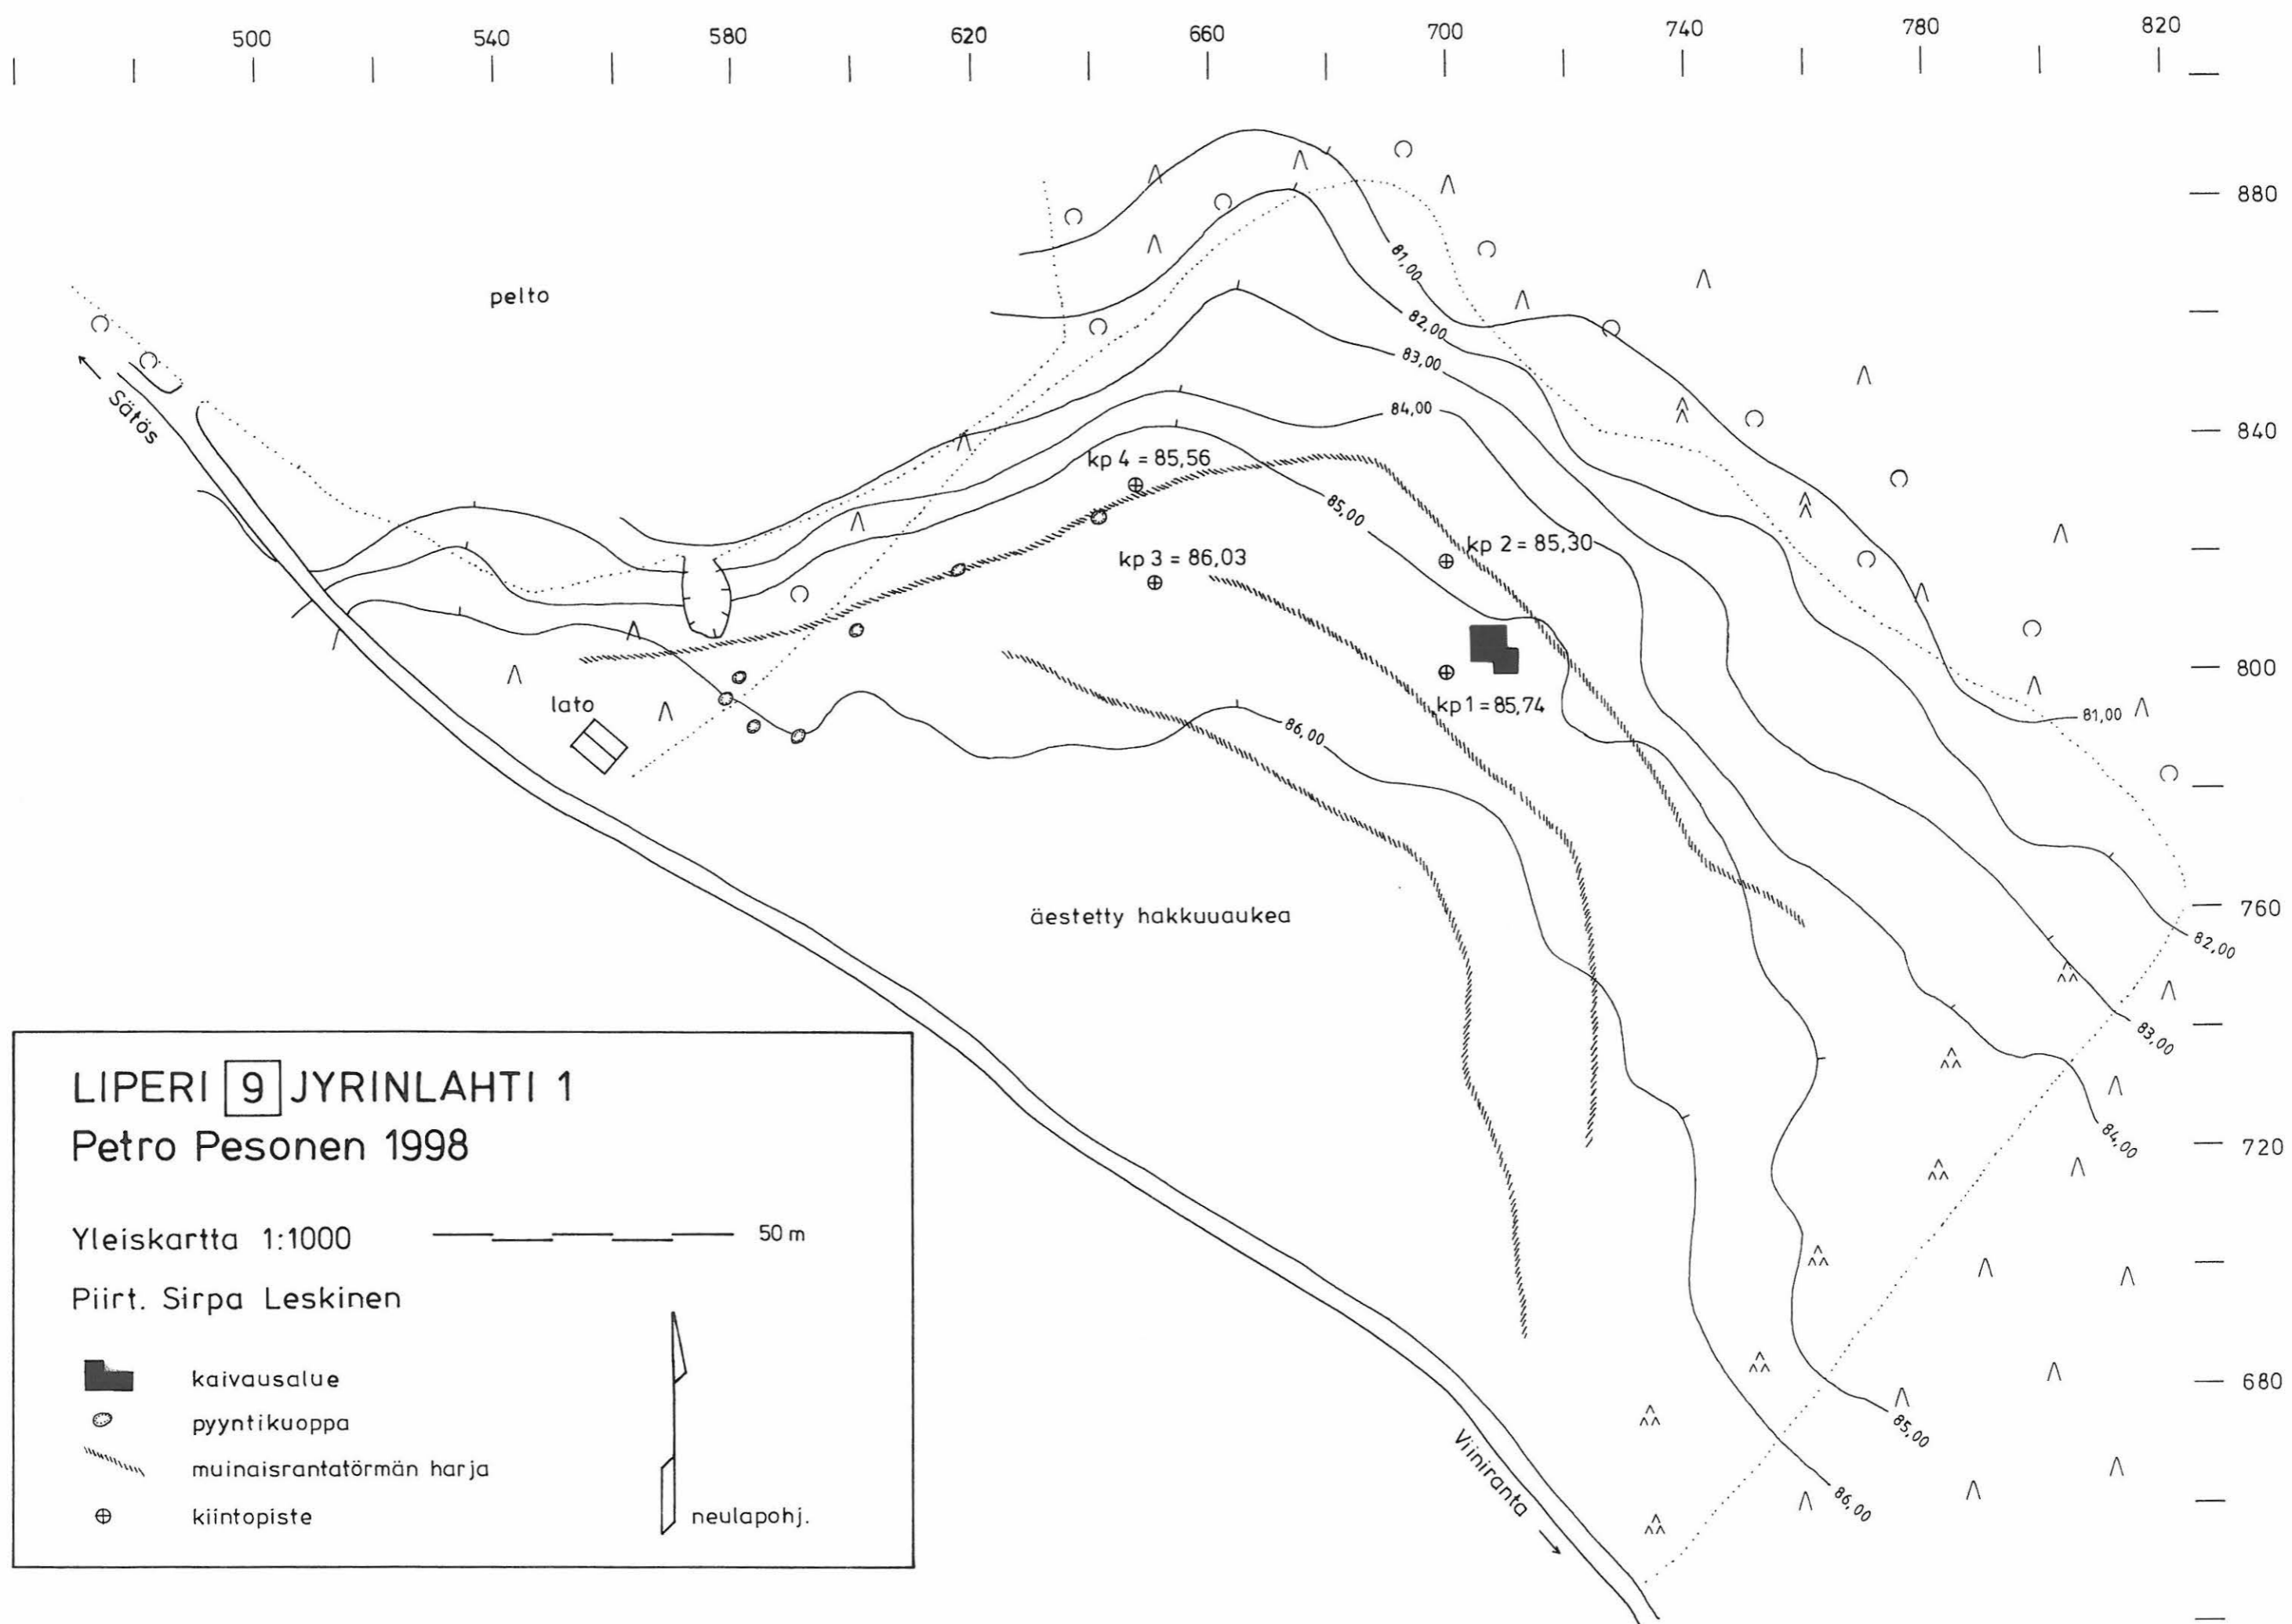 500 540 580 620 660 700 740 780 820
880
81,00
pelto
82,00
83,00
Sätös
84,00
840
kp 4 = 85,56
85,00
kp 2 = 85,30
kp 3 = 86,03
800
lato
kp 1 = 85,74
81,00
86,00
äestetty hakkuuaukea
760
82,00
83,00
84,00
720
LIPERI 9 JYRINLAHTI 1
Petro Pesonen 1998
Yleiskartta 1:1000
50 m
Piirt. Sirpa Leskinen
kaivausalue
pyyntikuoppa
muinaisrantatörmän harja
kiintopiste
neulapohj.
680
85,00
Viiniranta
86,00